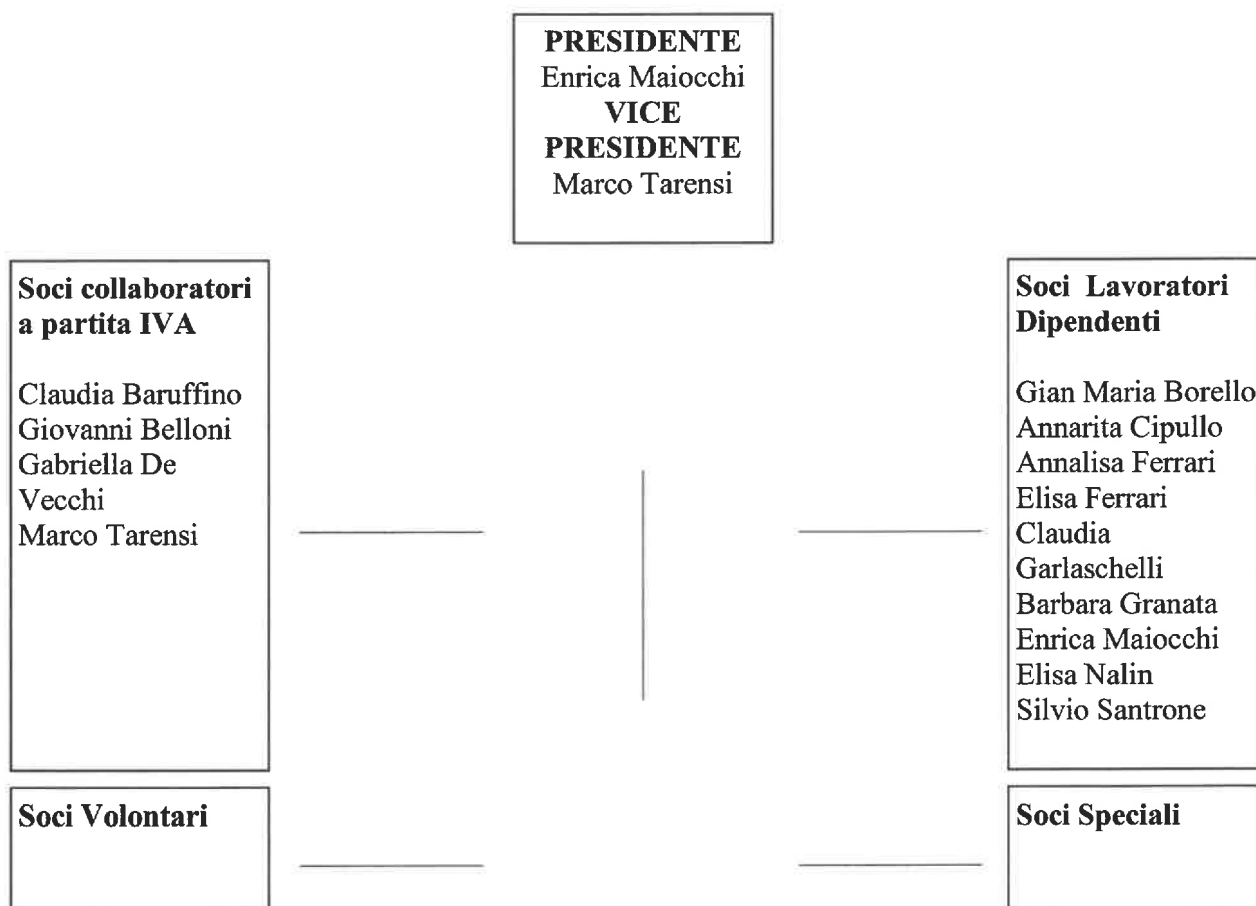 PRESIDENTE
Enrica Maiocchi
VICE
PRESIDENTE
Marco Tarensi
Soci collaboratori
a partita IVA
Claudia Baruffino
Giovanni Belloni
Gabriella De
Vecchi
Marco Tarensi
Soci Lavoratori
Dipendenti
Gian Maria Borello
Annarita Cipullo
Annalisa Ferrari
Elisa Ferrari
Claudia
Garlaschelli
Barbara Granata
Enrica Maiocchi
Elisa Nalin
Silvio Santrone
Soci Volontari
Soci Speciali